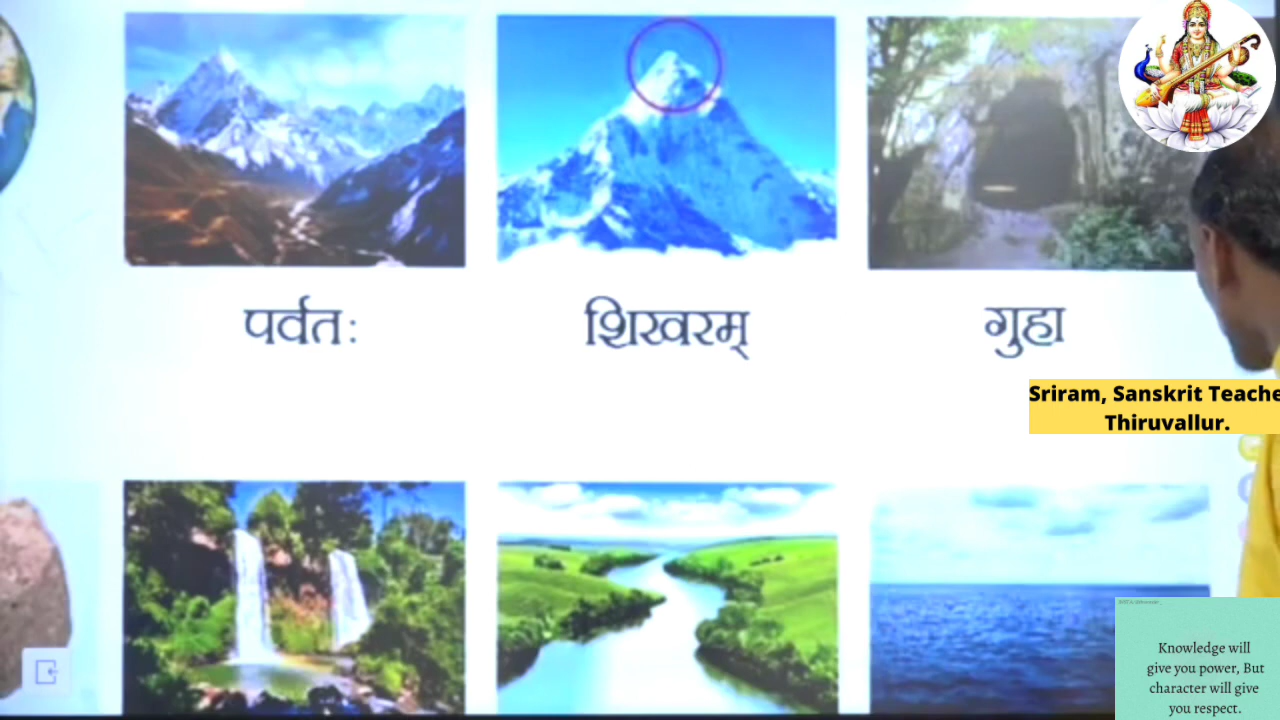 पर्वतः
शिखरम्
गुहा
Sriram, Sanskrit Teache
Thiruvallur.
Knowledge will
give you power, But
character will give
you respect.